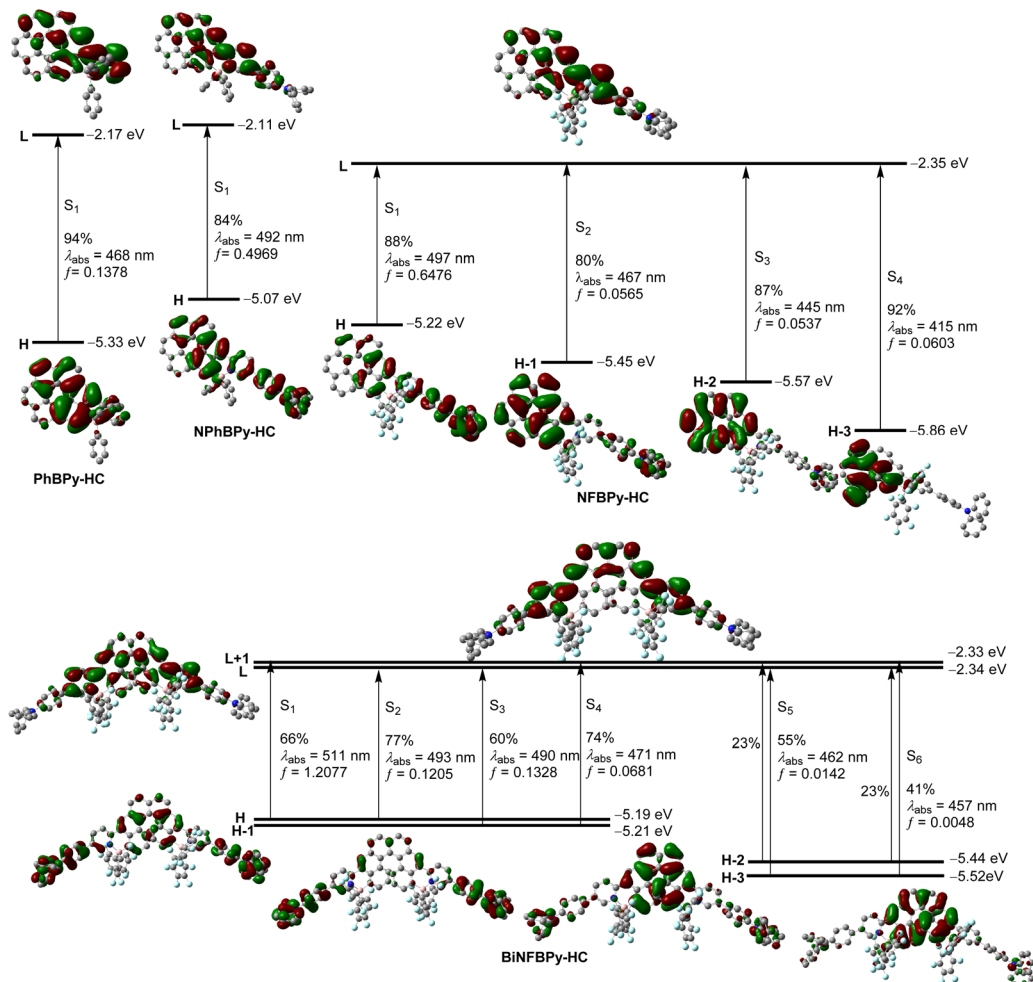 L
−2.17 eV
S1
94%
λabs = 468 nm
f= 0.1378
H
−5.33 eV
PhBPy-HC
L
−2.11 eV
S1
84%
λabs = 492 nm
f= 0.4969
H
−5.07 eV
NPhBPy-HC
L
−2.35 eV
S1
88%
λabs = 497 nm
f = 0.6476
H
−5.22 eV
S2
80%
λabs = 467 nm
f = 0.0565
H-1
−5.45 eV
S3
87%
λabs = 445 nm
f = 0.0537
H-2
−5.57 eV
S4
92%
λabs = 415 nm
f = 0.0603
H-3
−5.86 eV
NFBPy-HC
L+1
−2.33 eV
L
−2.34 eV
S1
66%
λabs = 511 nm
f = 1.2077
S2
77%
λabs = 493 nm
f = 0.1205
S3
60%
λabs = 490 nm
f = 0.1328
S4
74%
λabs = 471 nm
f = 0.0681
23%
S5
55%
λabs = 462 nm
f = 0.0142
23%
S6
41%
λabs = 457 nm
f = 0.0048
H
−5.19 eV
H-1
−5.21 eV
H-2
−5.44 eV
H-3
−5.52eV
BiNFBPy-HC